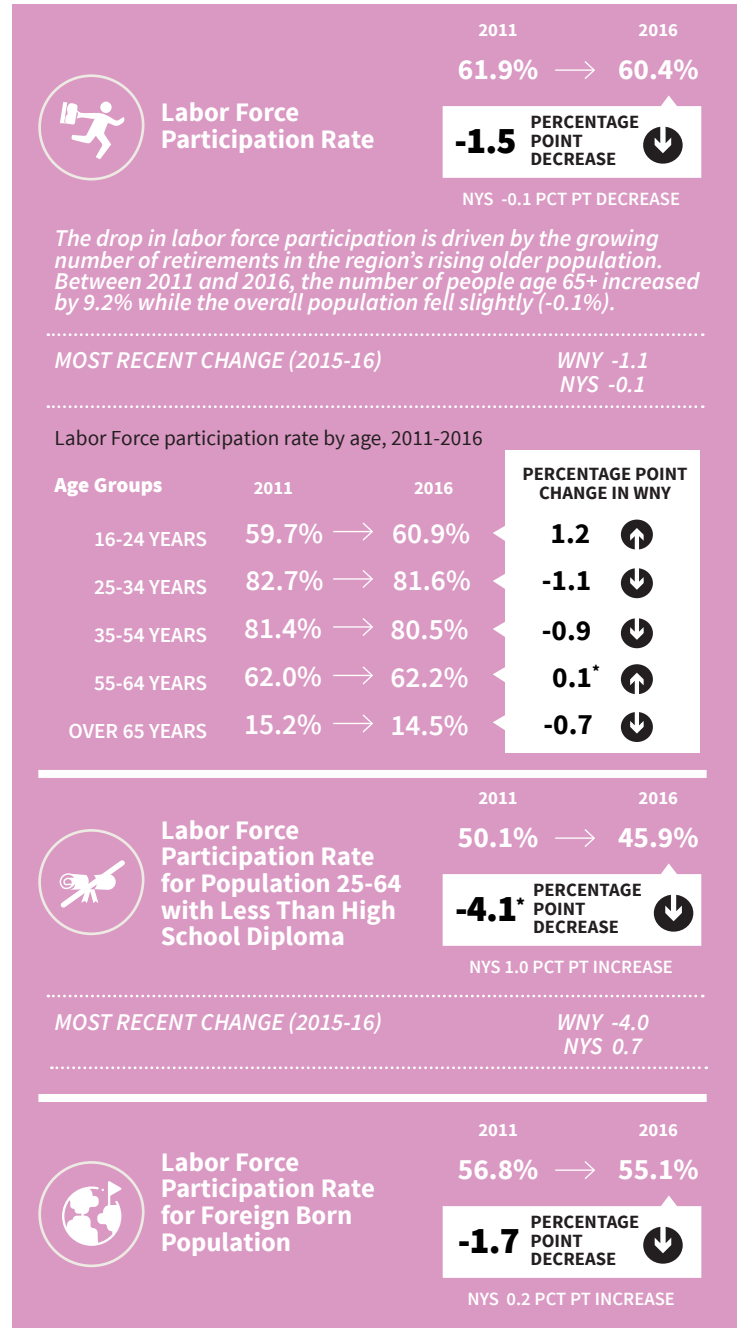 2011 2016
61.9% → 60.4%
Labor Force
Participation Rate
-1.5 PERCENTAGE
POINT
DECREASE
NYS -0.1 PCT PT DECREASE
The drop in labor force participation is driven by the growing
number of retirements in the region's rising older population.
Between 2011 and 2016, the number of people age 65+ increased
by 9.2% while the overall population fell slightly (-0.1%).
MOST RECENT CHANGE (2015-16) WNY -1.1
NYS -0.1
Labor Force participation rate by age, 2011-2016
PERCENTAGE POINT
CHANGE IN WNY
Age Groups 2011 2016
16-24 YEARS 59.7% → 60.9% 1.2
25-34 YEARS 82.7% → 81.6% -1.1
35-54 YEARS 81.4% → 80.5% -0.9
55-64 YEARS 62.0% → 62.2% 0.1*
OVER 65 YEARS 15.2% → 14.5% -0.7
2011 2016
50.1% → 45.9%
Labor Force
Participation Rate
for Population 25-64
with Less Than High
School Diploma
-4.1* PERCENTAGE
POINT
DECREASE
NYS 1.0 PCT PT INCREASE
MOST RECENT CHANGE (2015-16) WNY -4.0
NYS 0.7
2011 2016
56.8% → 55.1%
Labor Force
Participation Rate
for Foreign Born
Population
-1.7 PERCENTAGE
POINT
DECREASE
NYS 0.2 PCT PT INCREASE